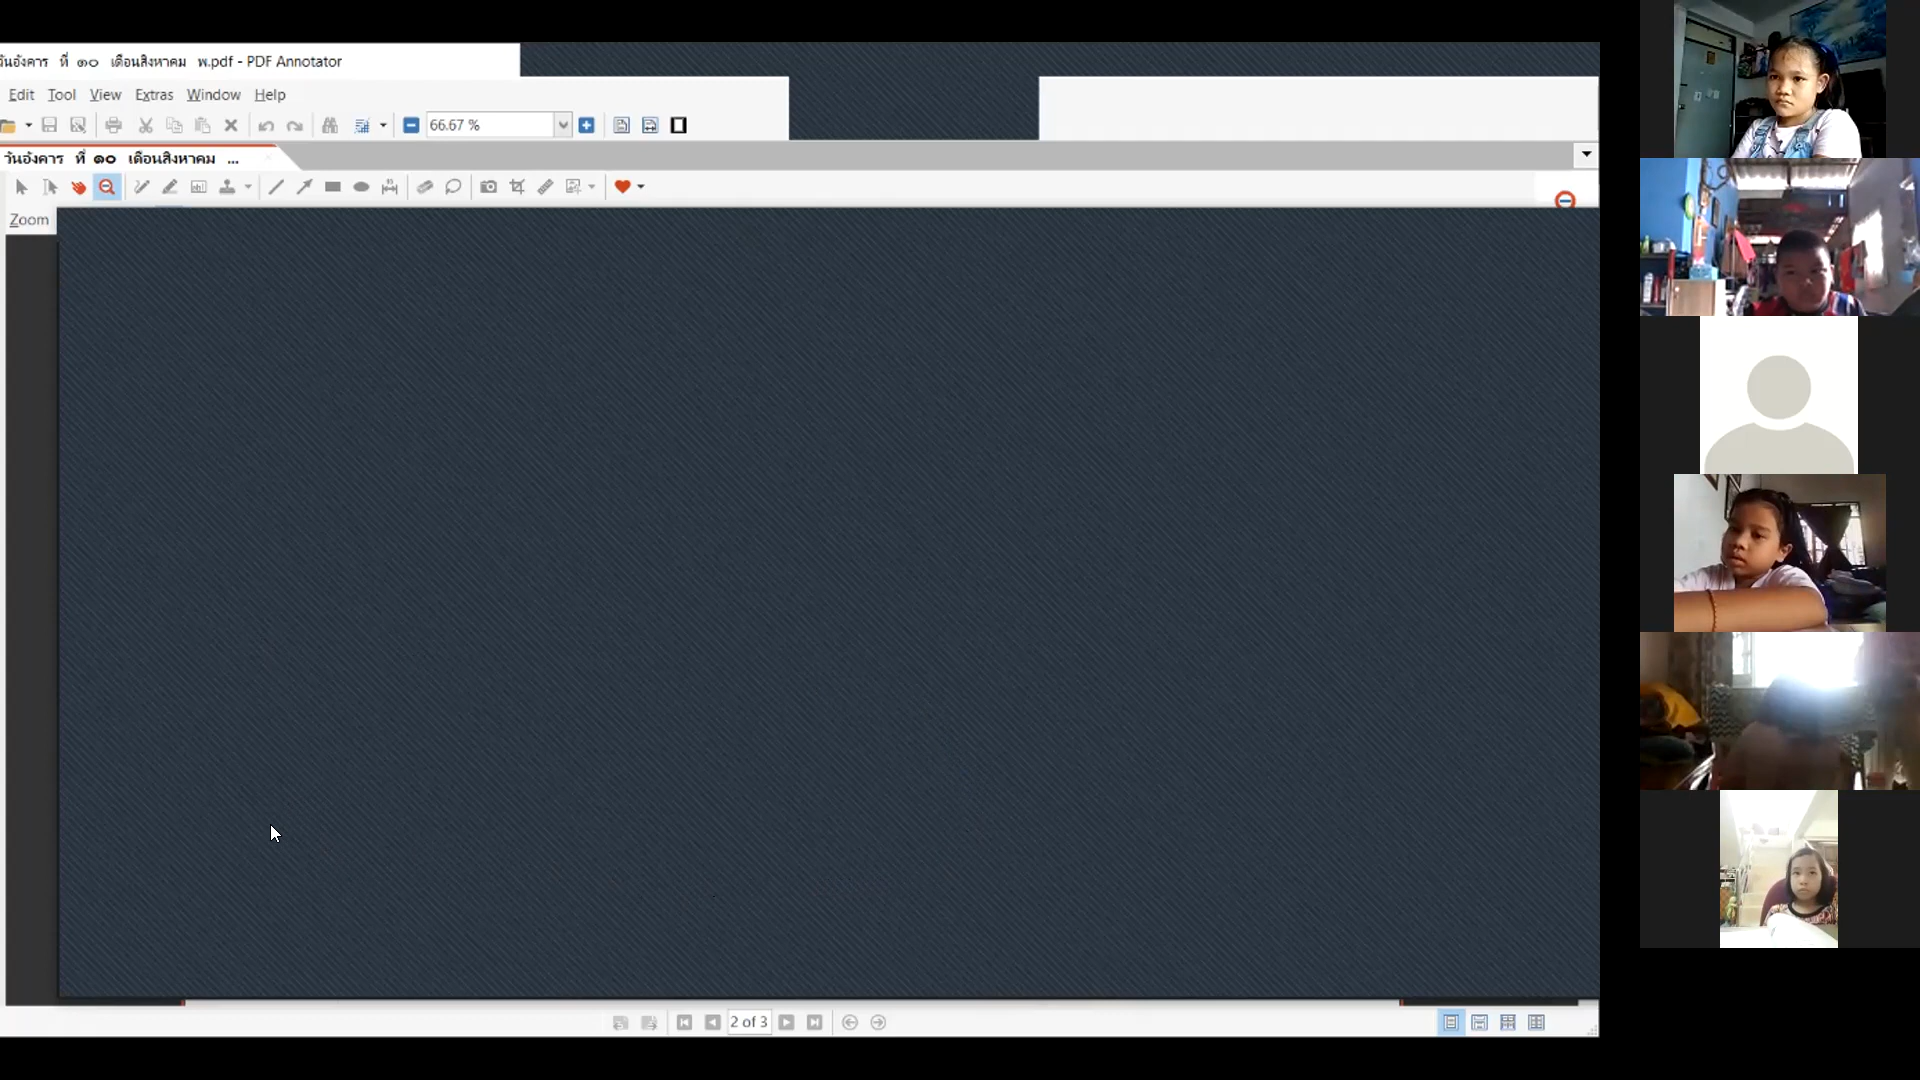 วันอังคาร ที่ ๑๐ เดือนสิงหาคม พ.pdf - PDF Annotator
Edit Tool View Extras Window Help
66.67 %
วันอังคาร ที่ ๑๐ เดือนสิงหาคม ...
Zoom
2 of 3